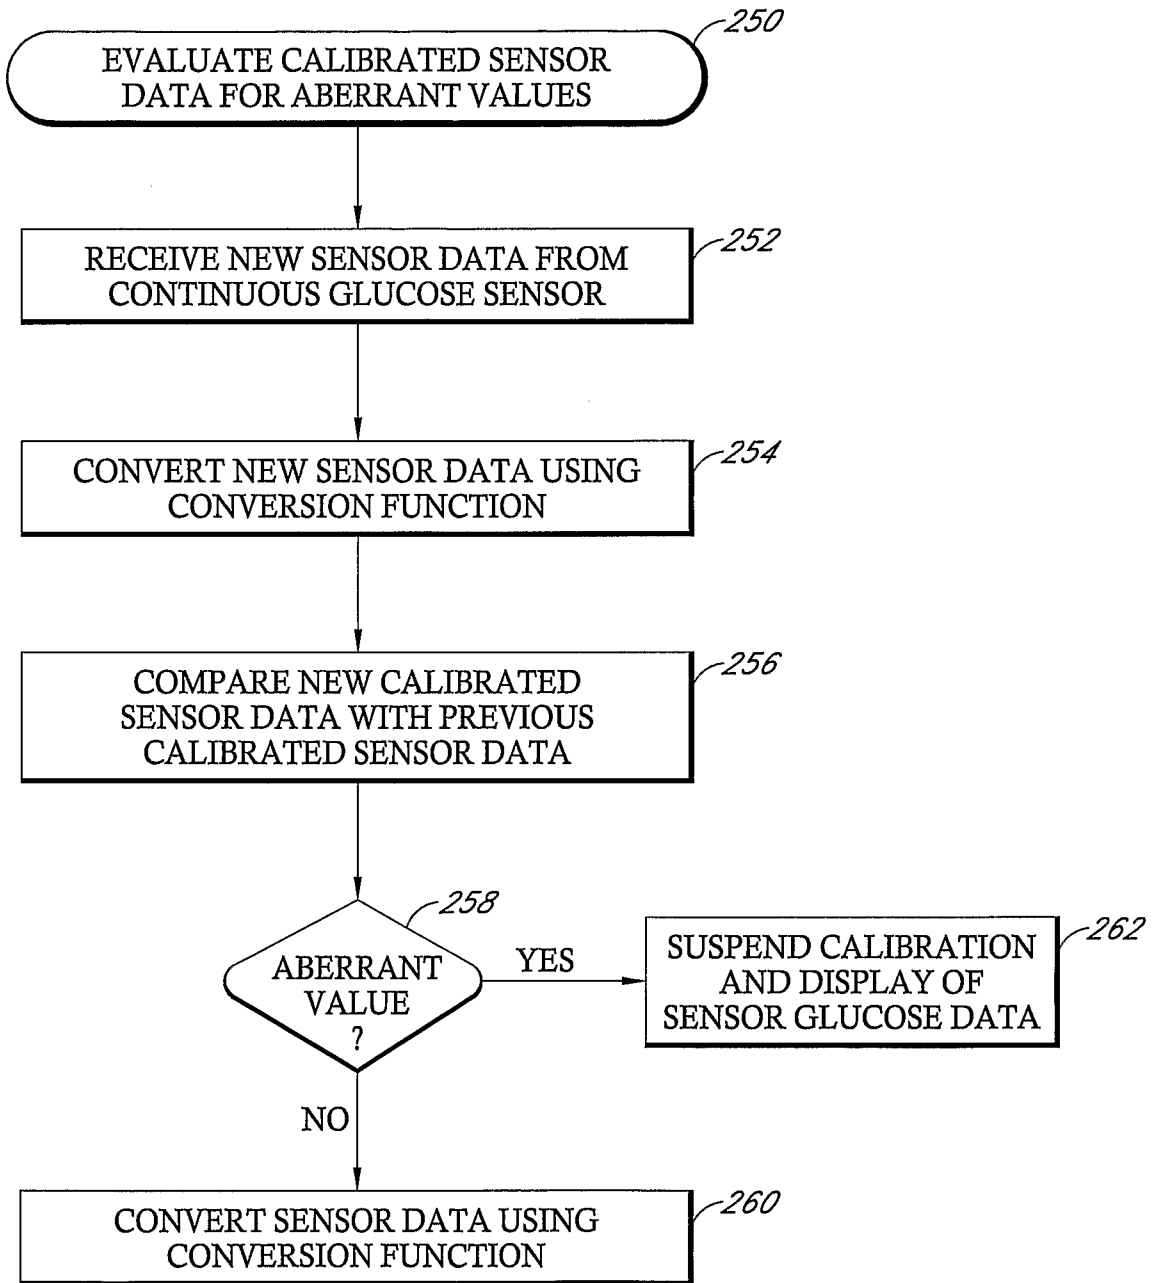 250
EVALUATE CALIBRATED SENSOR
DATA FOR ABERRANT VALUES
252
RECEIVE NEW SENSOR DATA FROM
CONTINUOUS GLUCOSE SENSOR
254
CONVERT NEW SENSOR DATA USING
CONVERSION FUNCTION
256
COMPARE NEW CALIBRATED
SENSOR DATA WITH PREVIOUS
CALIBRATED SENSOR DATA
258
ABERRANT
VALUE
?
YES
262
SUSPEND CALIBRATION
AND DISPLAY OF
SENSOR GLUCOSE DATA
NO
260
CONVERT SENSOR DATA USING
CONVERSION FUNCTION